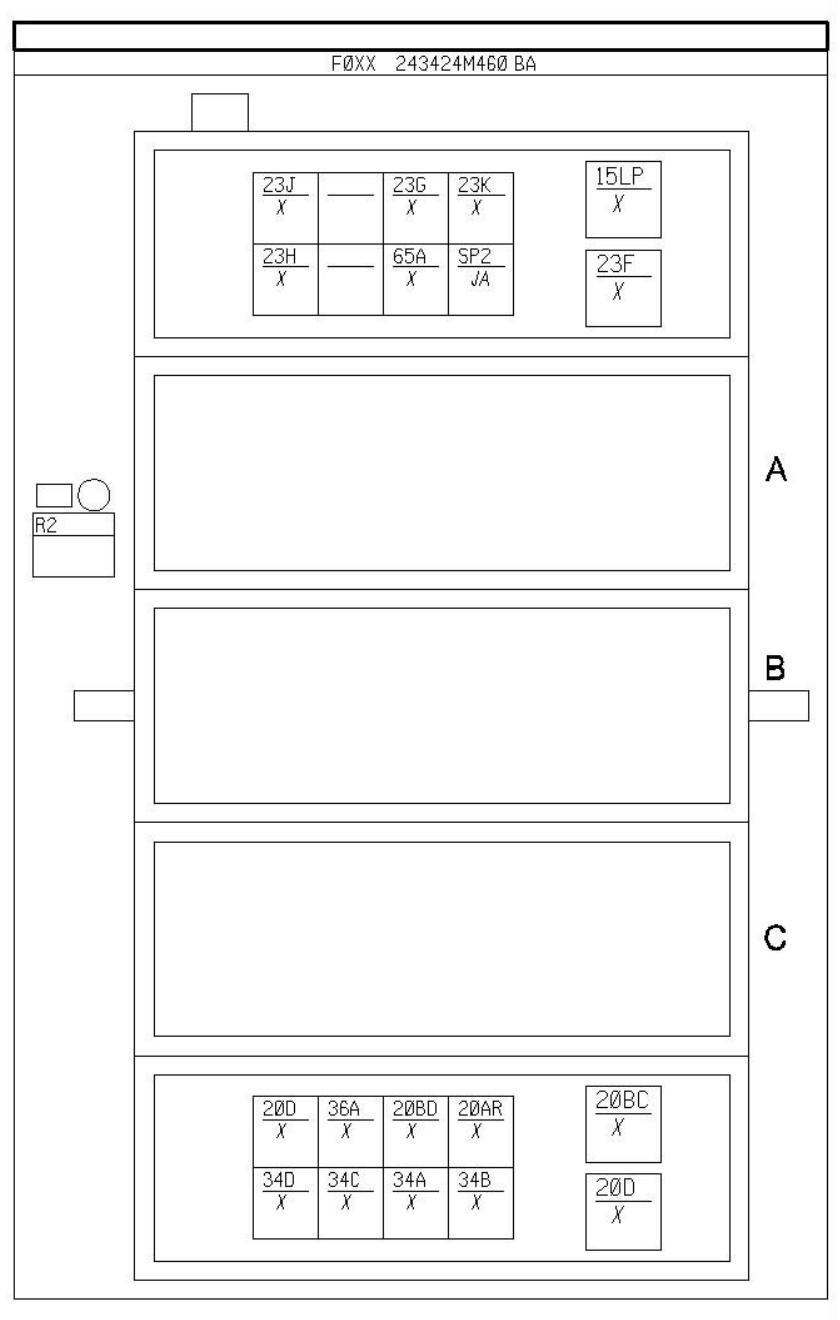 FØXX 243424M46Ø BA
23J 23G 23K
X X X
23H 65A SP2
X X JA
15LP
X
23F
X
A
R2
B
C
2ØD 36A 2ØBD 2ØAR
X X X X
34D 34C 34A 34B
X X X X
2ØBC
X
2ØD
X